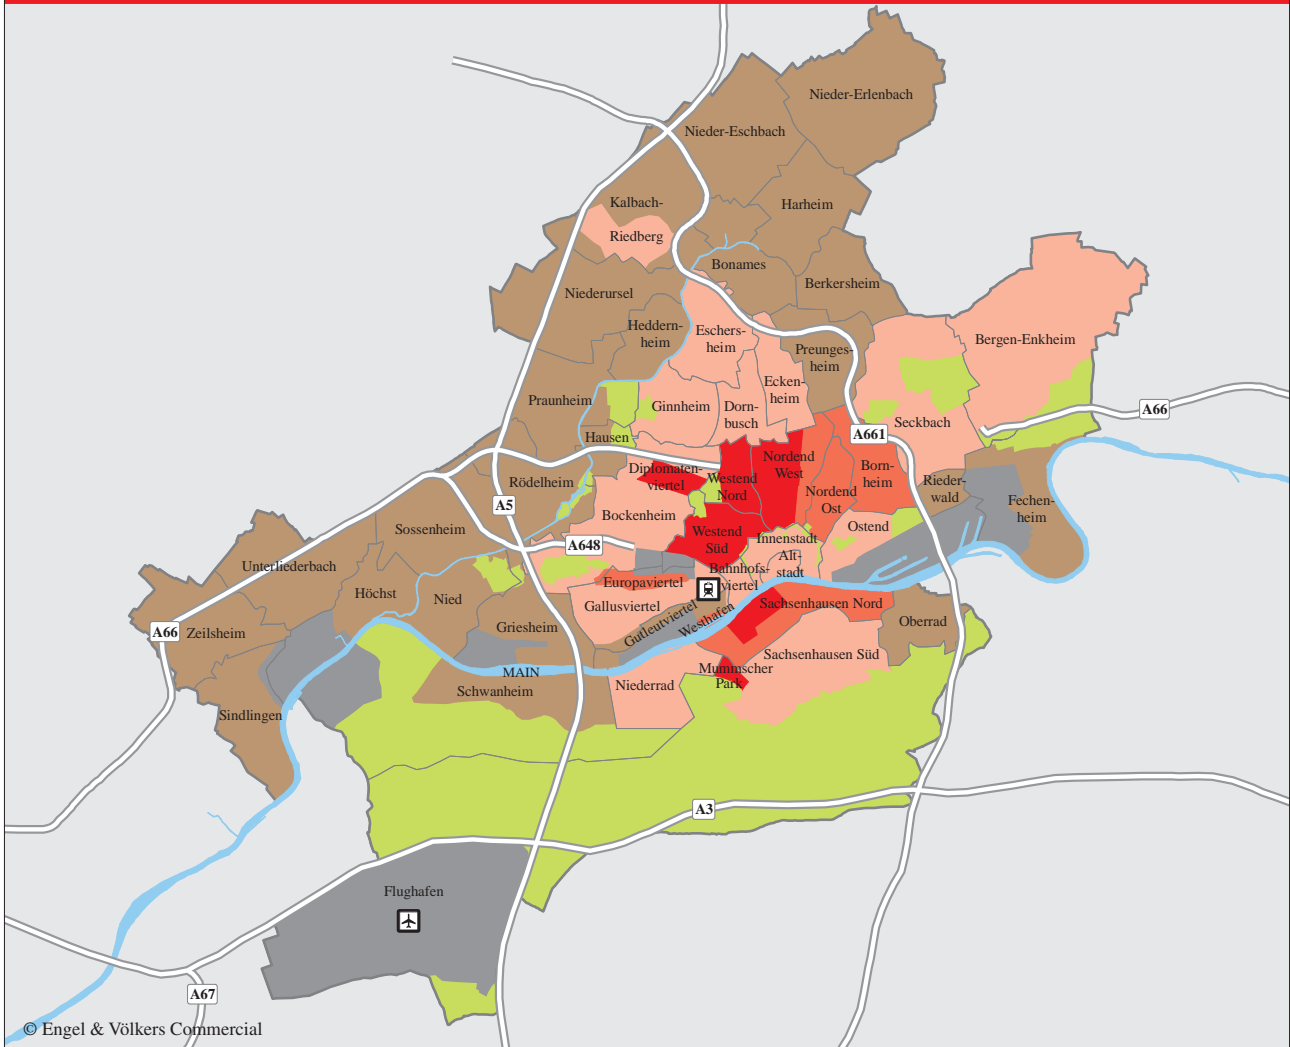 Nieder-Erlenbach
Nieder-Eschbach
Kalbach-
Riedberg
Harheim
Bonames
Berkersheim
Niederursel
Heddern-
heim
Eschers-
heim
Preunges-
heim
Bergen-Enkheim
Ecken-
heim
Praunheim
Ginnheim
Dorn-
busch
A66
Seckbach
A661
Hausen
Diplomaten-
viertel
Westend
Nord
Nordend
West
Born-
heim
Nordend
Ost
Rödelheim
Rieder-
wald
Fechen-
heim
A5
Bockenheim
Sossenheim
Westend
Süd
Ostend
Innenstadt
A648
Alt-
stadt
Unterliederbach
Bahnhofs-
viertel
Europaviertel
Höchst
Nied
Gallusviertel
Sachsenhausen Nord
Gutleutviertel
Westhafen
Griesheim
Oberrad
A66
Zeilsheim
Sachsenhausen Süd
MAIN
Mummscher
Park
Schwanheim
Niederrad
Sindlingen
A3
Flughafen
A67
© Engel & Völkers Commercial